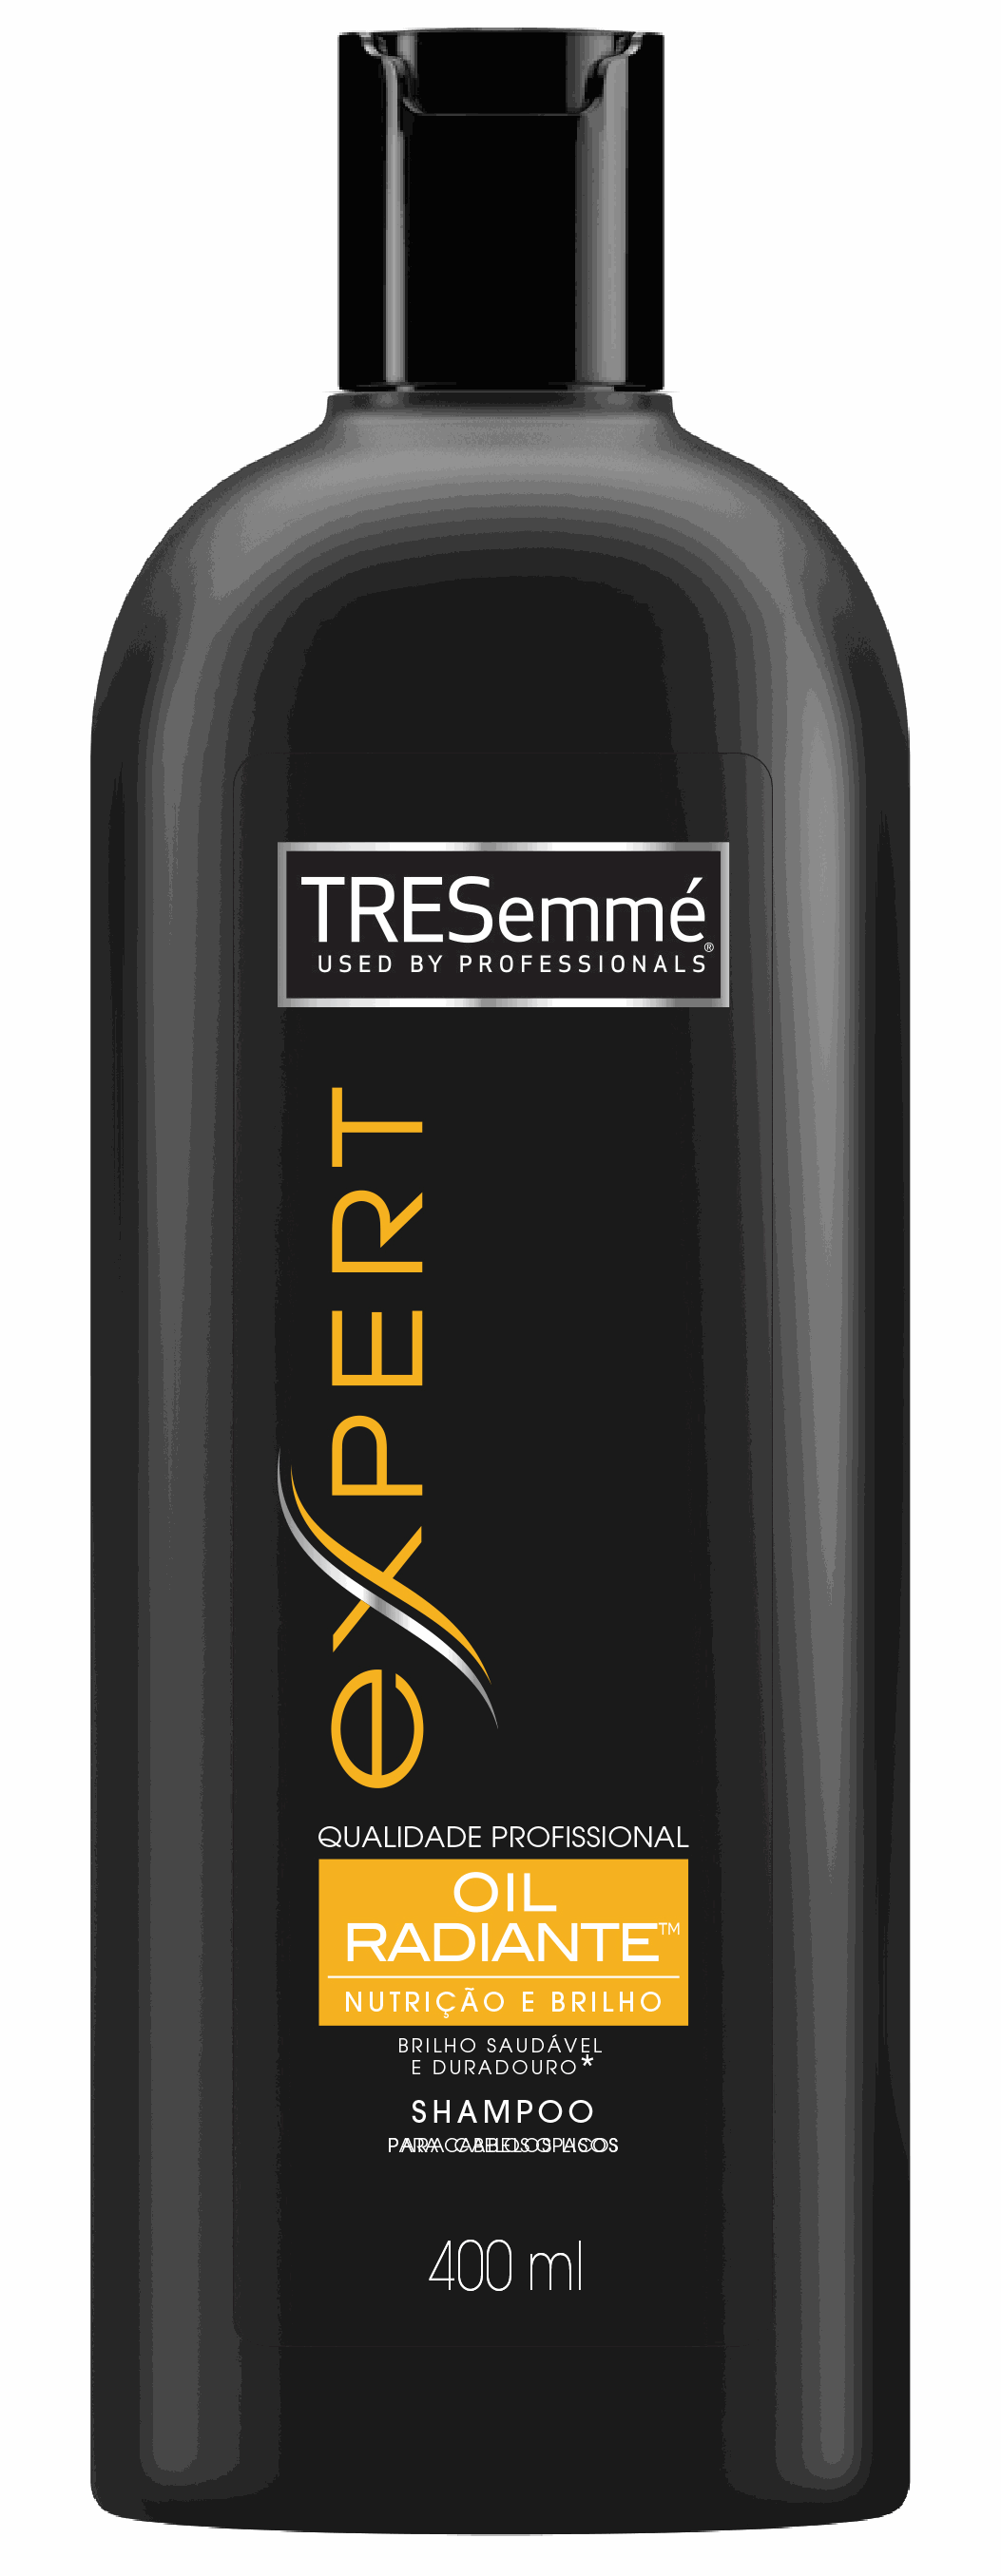 TRESemmé®
USED BY PROFESSIONALS
eXPERT
QUALIDADE PROFISSIONAL
OIL
RADIANTE™
NUTRIÇÃO E BRILHO
BRILHO SAUDÁVEL
E DURADOURO*
SHAMPOO
400 ml